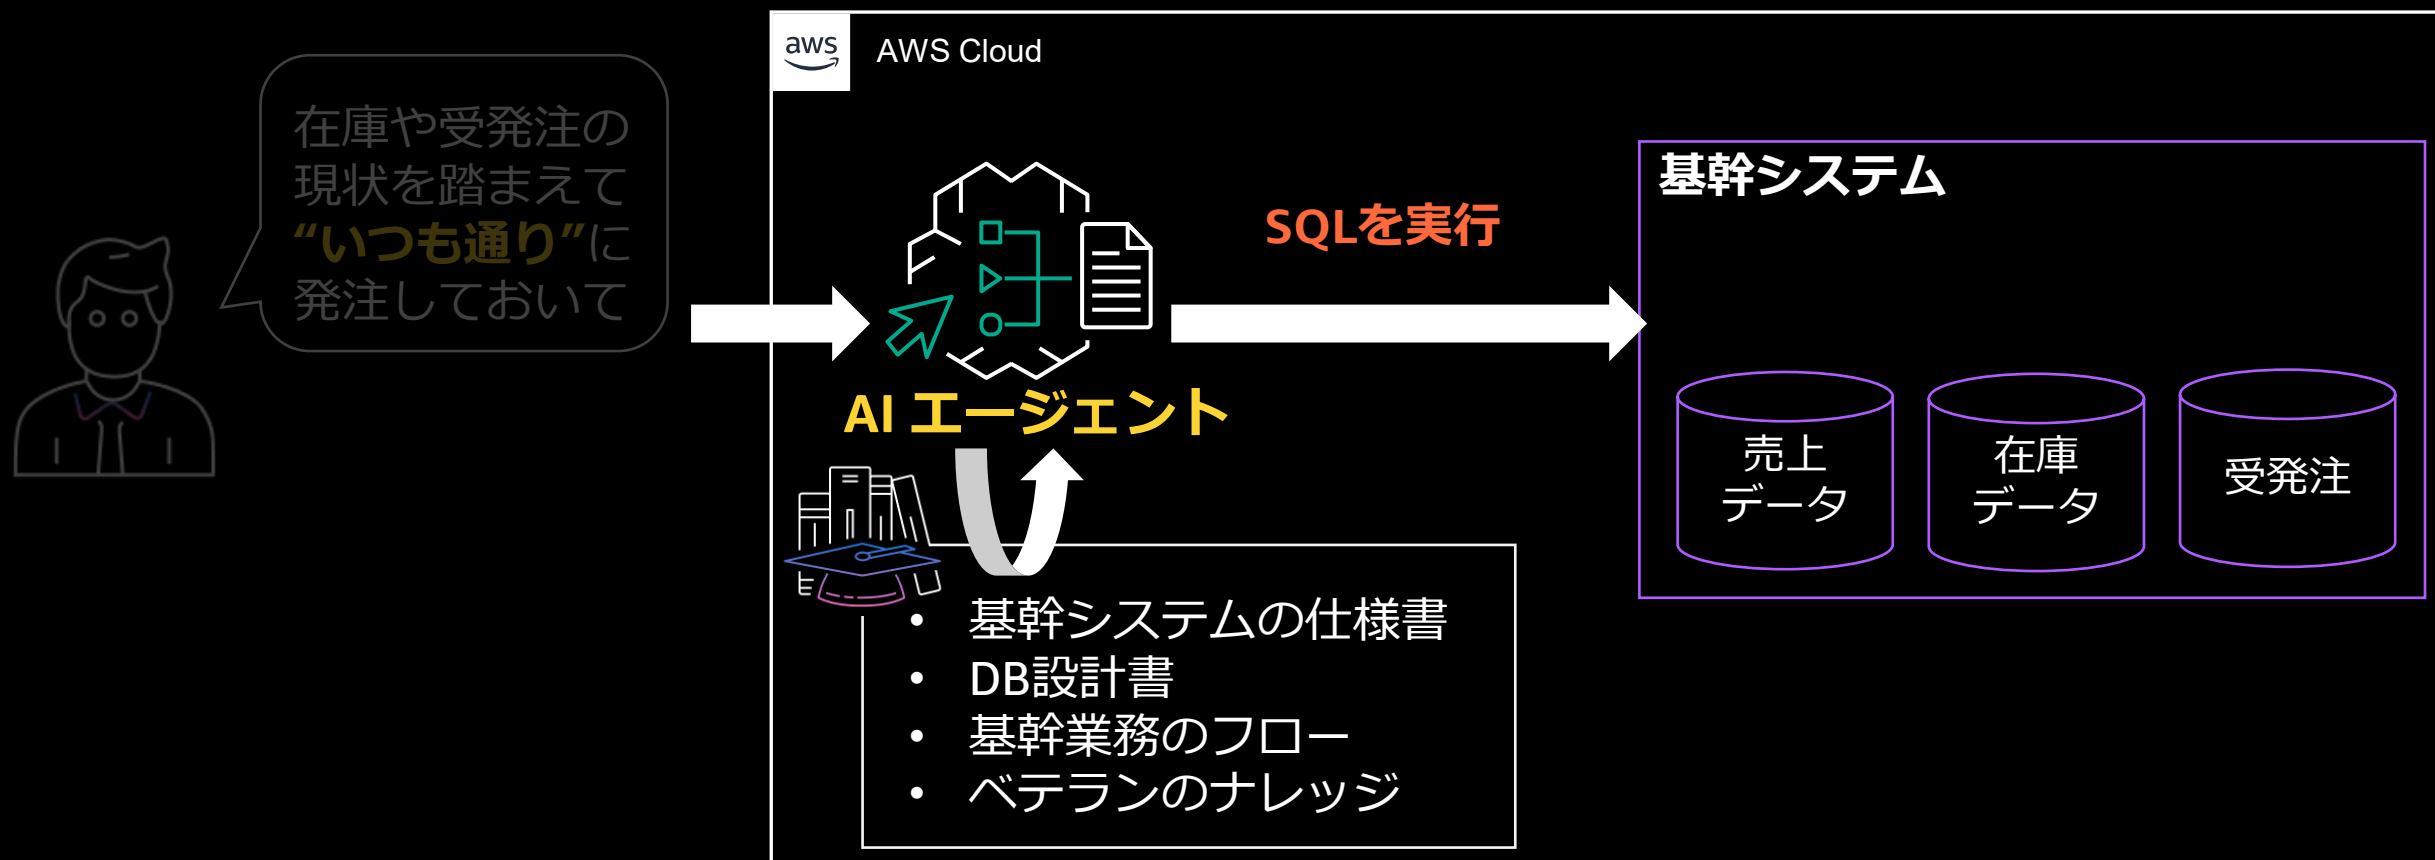 aws
AWS Cloud
在庫や受発注の
現状を踏まえて
“いつも通り”に
発注しておいて
SQLを実行
基幹システム
AI エージェント
売上
データ
在庫
データ
受発注
• 基幹システムの仕様書
• DB設計書
• 基幹業務のフロー
• ベテランのナレッジ